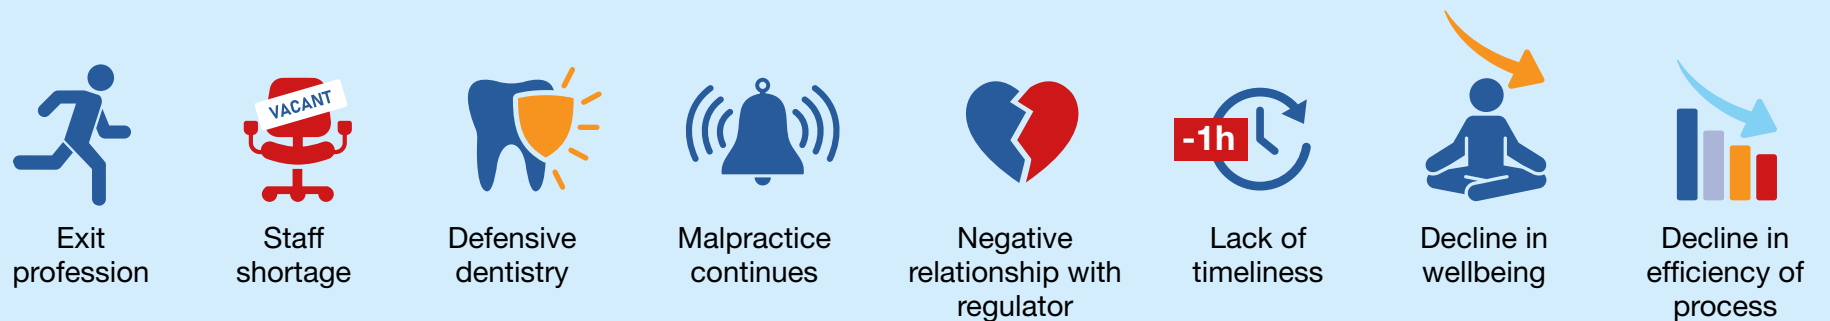 VACANT
-1h
Exit
profession
Staff
shortage
Defensive
dentistry
Malpractice
continues
Negative
relationship with
regulator
Lack of
timeliness
Decline in
wellbeing
Decline in
efficiency of
process